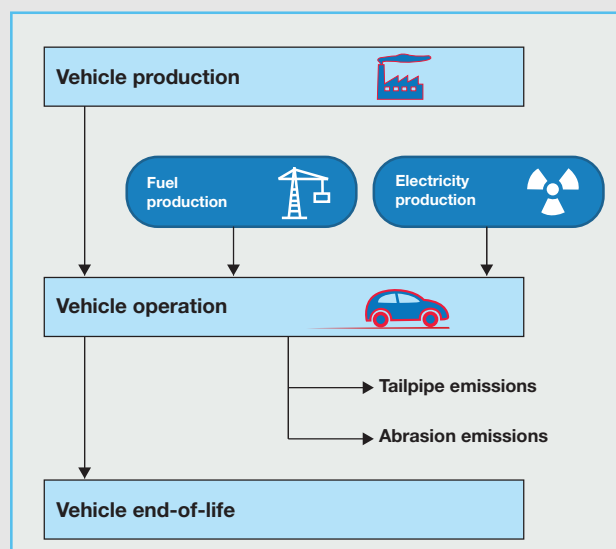 Vehicle production
Fuel
production
Electricity
production
Vehicle operation
Tailpipe emissions
Abrasion emissions
Vehicle end-of-life